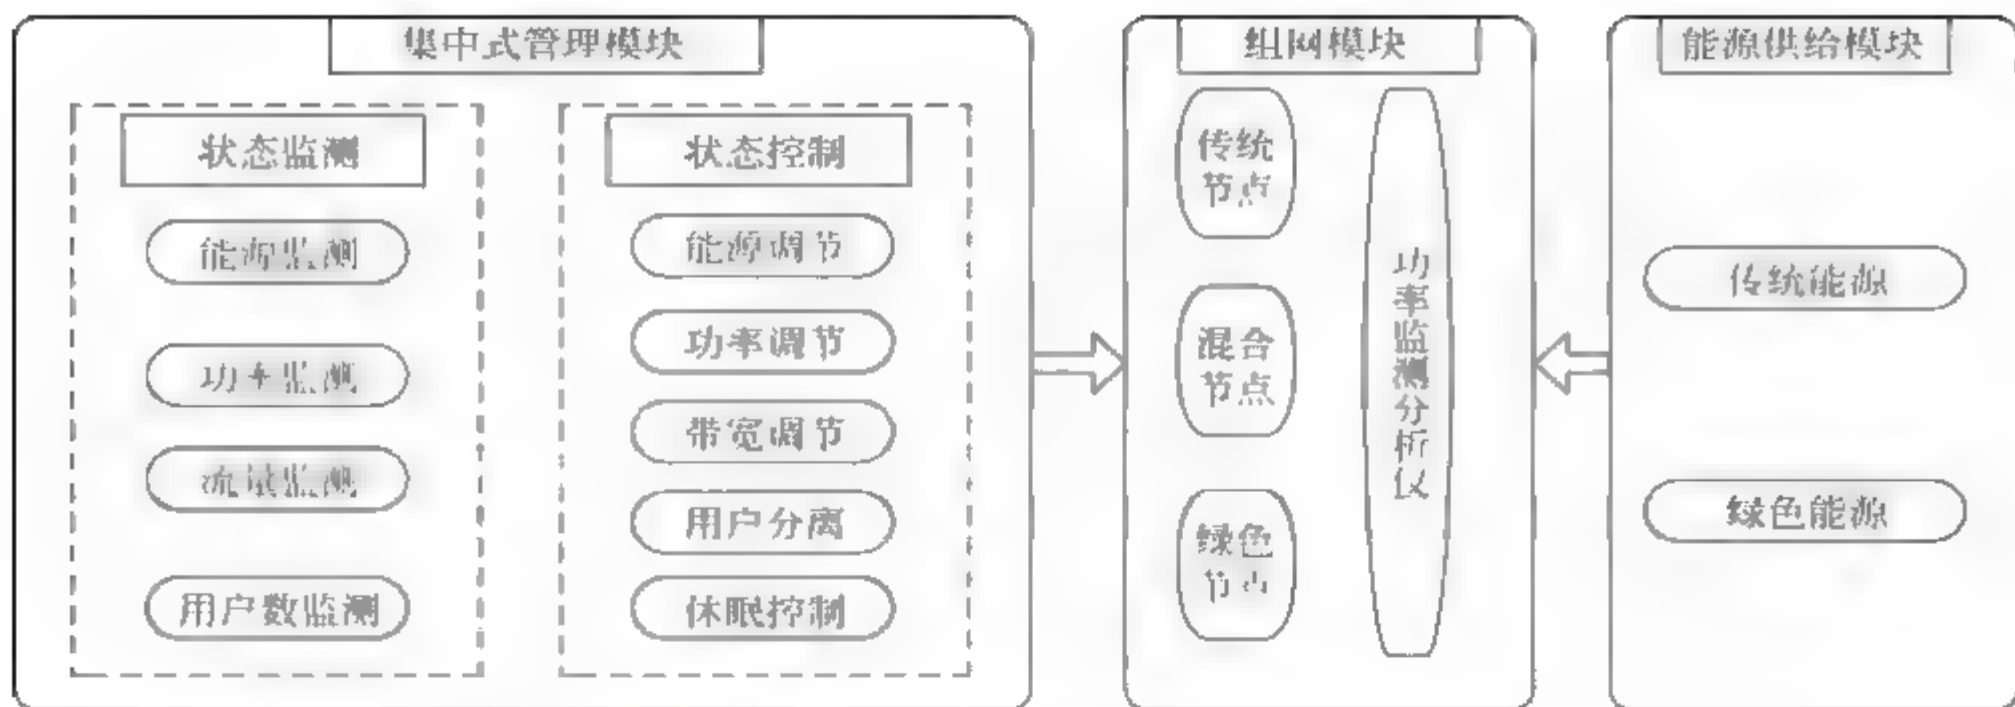 集中式管理模块
状态监测
能源监测
功率监测
流量监测
用户数监测
状态控制
能源调节
功率调节
带宽调节
用户分离
休眠控制
组网模块
传统
节点
混合
节点
绿色
节点
功率监测分析仪
能源供给模块
传统能源
绿色能源